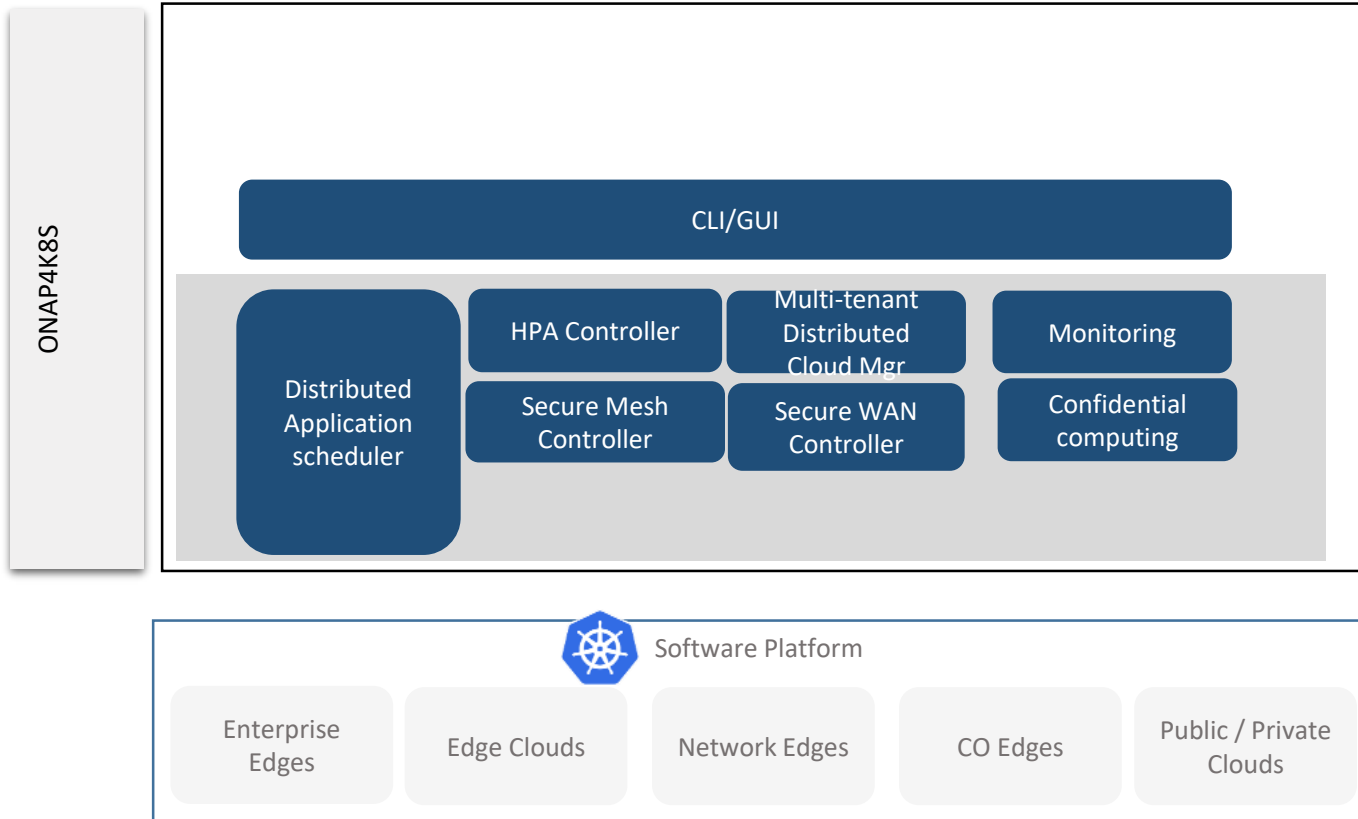 ONAP4K8S
CLI/GUI
Distributed
Application
scheduler
HPA Controller
Multi-tenant
Distributed
Cloud Mgr
Monitoring
Secure Mesh
Controller
Secure WAN
Controller
Confidential
computing
Software Platform
Enterprise
Edges
Edge Clouds
Network Edges
CO Edges
Public / Private
Clouds